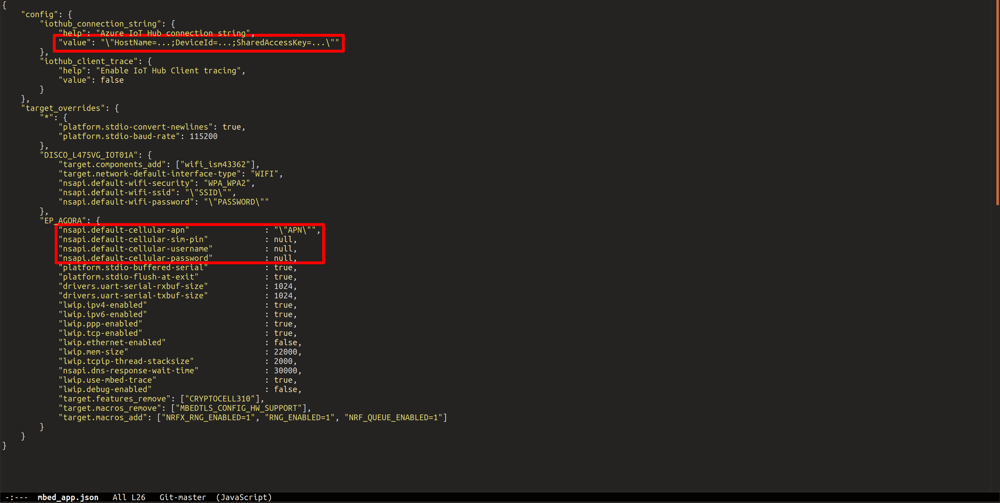 {
    "config": {
        "iothub_connection_string": {
            "help": "Azure IoT Hub connection string",
            "value": "\"HostName=...;DeviceId=...;SharedAccessKey=...\""
        },
        "iothub_client_trace": {
            "help": "Enable IoT Hub Client tracing",
            "value": false
        }
    },
    "target_overrides": {
        "*": {
            "platform.stdio-convert-newlines": true,
            "platform.stdio-baud-rate": 115200
        },
        "DISCO_L475VG_IOT01A": {
            "target.components_add": ["wifi_ism43362"],
            "target.network-default-interface-type": "WIFI",
            "nsapi.default-wifi-security": "WPA_WPA2",
            "nsapi.default-wifi-ssid": "\"SSID\"",
            "nsapi.default-wifi-password": "\"PASSWORD\""
        },
        "EP_AGORA": {
            "nsapi.default-cellular-apn"                : "\"APN\"",
            "nsapi.default-cellular-sim-pin"            : null,
            "nsapi.default-cellular-username"           : null,
            "nsapi.default-cellular-password"           : null,
            "platform.stdio-buffered-serial"            : true,
            "platform.stdio-flush-at-exit"              : true,
            "drivers.uart-serial-rxbuf-size"            : 1024,
            "drivers.uart-serial-txbuf-size"            : 1024,
            "lwip.ipv4-enabled"                         : true,
            "lwip.ipv6-enabled"                         : true,
            "lwip.ppp-enabled"                          : true,
            "lwip.tcp-enabled"                          : true,
            "lwip.ethernet-enabled"                     : false,
            "lwip.mem-size"                             : 22000,
            "lwip.tcpip-thread-stacksize"               : 2000,
            "nsapi.dns-response-wait-time"              : 30000,
            "lwip.use-mbed-trace"                       : true,
            "lwip.debug-enabled"                        : false,
            "target.features_remove": ["CRYPTOCELL310"],
            "target.macros_remove": ["MBEDTLS_CONFIG_HW_SUPPORT"],
            "target.macros_add": ["NRFX_RNG_ENABLED=1", "RNG_ENABLED=1", "NRF_QUEUE_ENABLED=1"]
        }
    }
}
-:---  mbed_app.json   All L26   Git-master  (JavaScript)